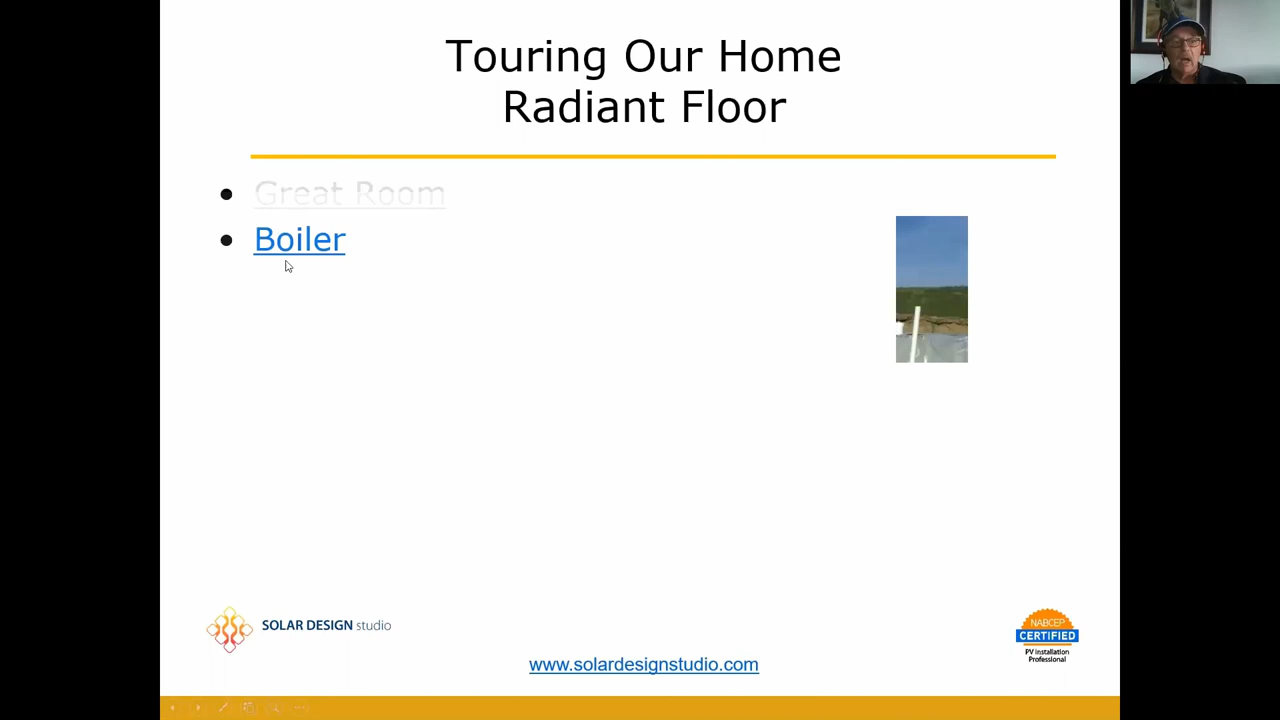 Touring Our Home
Radiant Floor
Great Room
Boiler
SOLAR DESIGN studio
NABCEP
CERTIFIED
PV Installation
Professional
www.solardesignstudio.com